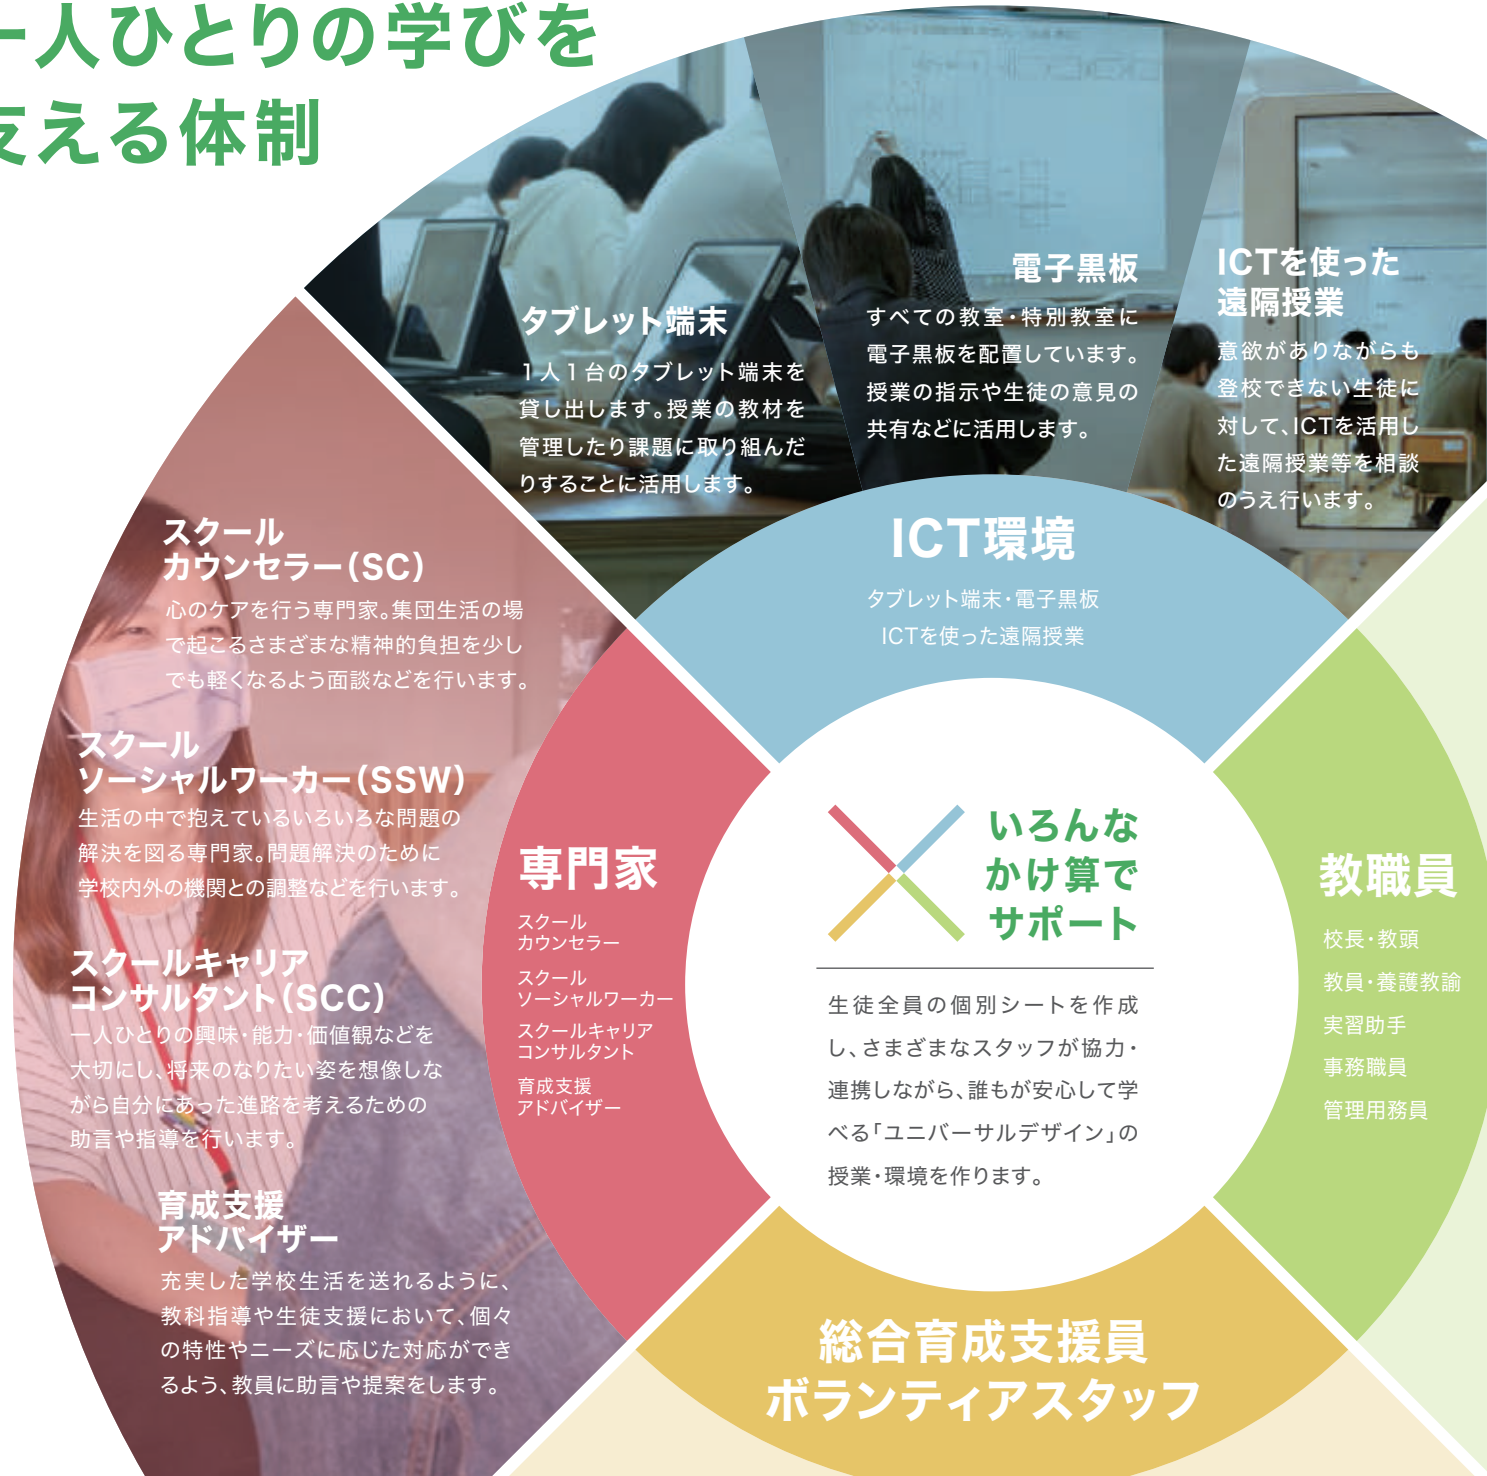 一人ひとりの学びを
支える体制
タブレット端末
1人1台のタブレット端末を
貸し出します。授業の教材を
管理したり課題に取り組んだ
りすることに活用します。
電子黒板
すべての教室・特別教室に
電子黒板を配置しています。
授業の指示や生徒の意見の
共有などに活用します。
ICTを使った
遠隔授業
意欲がありながらも
登校できない生徒に
対して、ICTを活用し
た遠隔授業等を相談
のうえ行います。
ICT環境
タブレット端末・電子黒板
ICTを使った遠隔授業
スクール
カウンセラー(SC)
心のケアを行う専門家。集団生活の場
で起こるさまざまな精神的負担を少し
でも軽くなるよう面談などを行います。
スクール
ソーシャルワーカー(SSW)
生活の中で抱えているいろいろな問題の
解決を図る専門家。問題解決のために
学校内外の機関との調整などを行います。
スクールキャリア
コンサルタント(SCC)
一人ひとりの興味・能力・価値観などを
大切にし、将来のなりたい姿を想像しな
がら自分にあった進路を考えるための
助言や指導を行います。
育成支援
アドバイザー
充実した学校生活を送れるように、
教科指導や生徒支援において、個々
の特性やニーズに応じた対応ができ
るよう、教員に助言や提案をします。
専門家
スクール
カウンセラー
スクール
ソーシャルワーカー
スクールキャリア
コンサルタント
育成支援
アドバイザー
いろんな
かけ算で
サポート
生徒全員の個別シートを作成
し、さまざまなスタッフが協力・
連携しながら、誰もが安心して学
べる「ユニバーサルデザイン」の
授業・環境を作ります。
教職員
校長・教頭
教員・養護教諭
実習助手
事務職員
管理用務員
総合育成支援員
ボランティアスタッフ